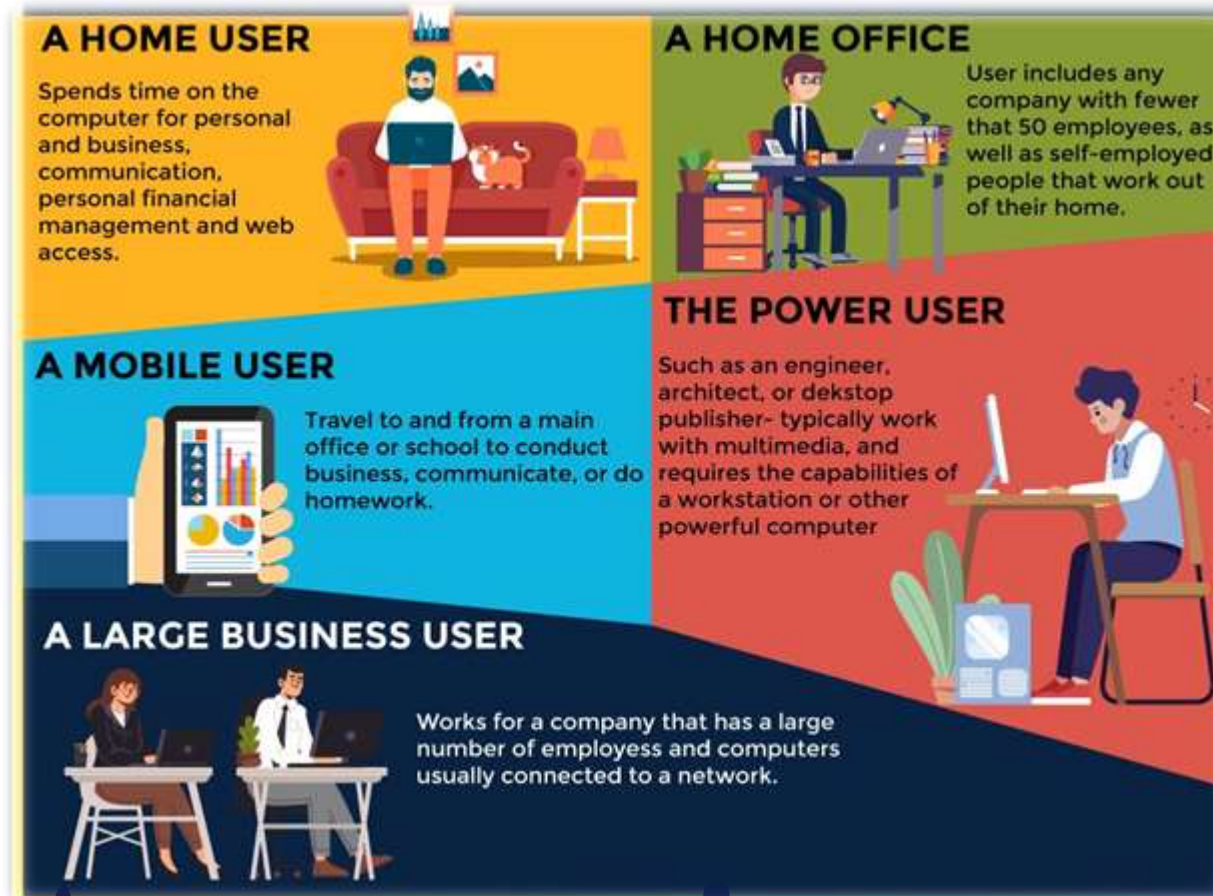 A HOME USER
Spends time on the
computer for personal
and business,
communication,
personal financial
management and web
access.
A HOME OFFICE
User includes any
company with fewer
that 50 employees, as
well as self-employed
people that work out
of their home.
A MOBILE USER
Travel to and from a main
office or school to conduct
business, communicate, or do
homework.
THE POWER USER
Such as an engineer,
architect, or dekstop
publisher- typically work
with multimedia, and
requires the capabilities of
a workstation or other
powerful computer
A LARGE BUSINESS USER
Works for a company that has a large
number of employess and computers
usually connected to a network.